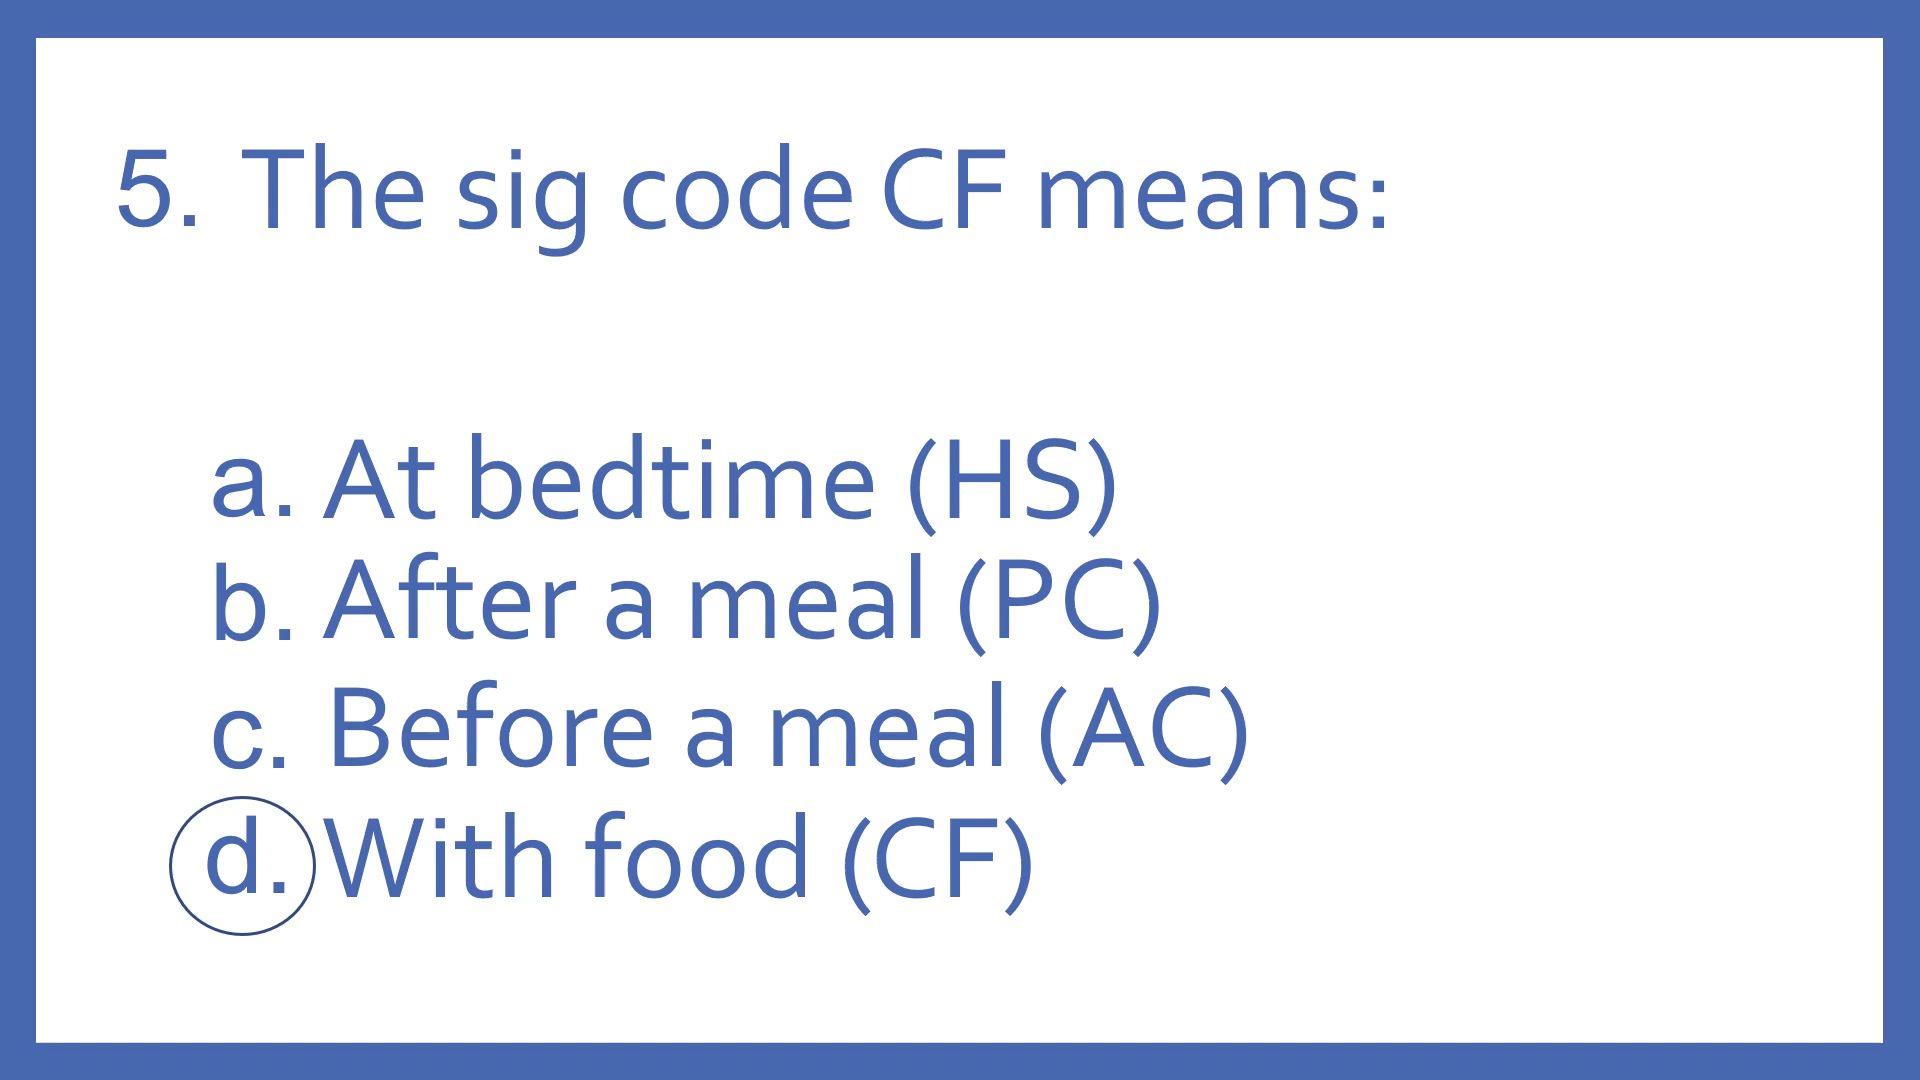 5. The sig code CF means:
a. At bedtime (HS)
b. After a meal (PC)
c. Before a meal (AC)
d. With food (CF)